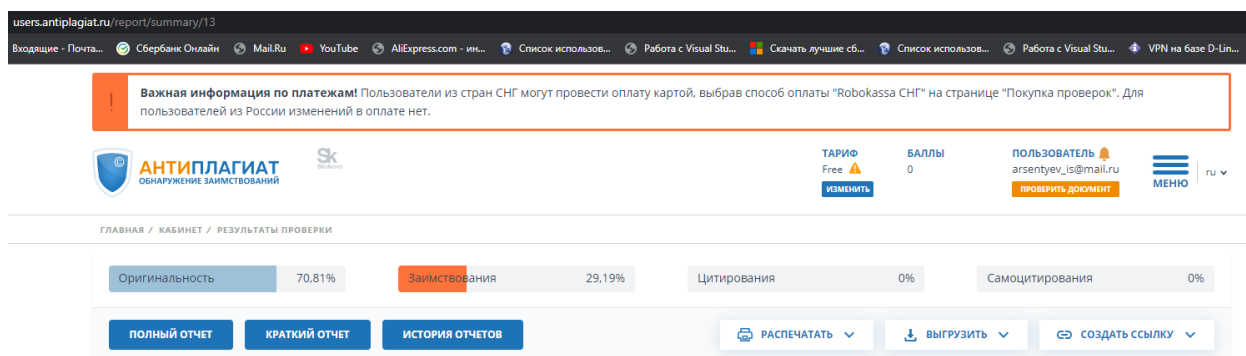 users.antiplagiat.ru/report/summary/13
Входящие - Почта... Сбербанк Онлайн Mail.Ru YouTube AliExpress.com - ин... Список использов... Работа с Visual Stu... Скачать лучшие сб... Список использов... Работа с Visual Stu... VPN на базе D-Lin...
! Важная информация по платежам! Пользователи из стран СНГ могут провести оплату картой, выбрав способ оплаты "Robokassa СНГ" на странице "Покупка проверок". Для
пользователей из России изменений в оплате нет.
© АНТИПЛАГИАТ
ОБНАРУЖЕНИЕ ЗАИМСТВОВАНИЙ
Sk
ТАРИФ БАЛЛЫ ПОЛЬЗОВАТЕЛЬ
Free 0 arsentyev_is@mail.ru
ИЗМЕНИТЬ ПРОВЕРИТЬ ДОКУМЕНТ МЕНЮ ru
ГЛАВНАЯ / КАБИНЕТ / РЕЗУЛЬТАТЫ ПРОВЕРКИ
Оригинальность 70,81% Заимствования 29,19% Цитирования 0% Самоцитирования 0%
ПОЛНЫЙ ОТЧЕТ КРАТКИЙ ОТЧЕТ ИСТОРИЯ ОТЧЕТОВ РАСПЕЧАТАТЬ ВЫГРУЗИТЬ СОЗДАТЬ ССЫЛКУ